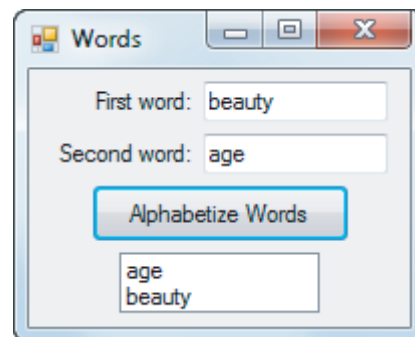 Words
First word: beauty
Second word: age
Alphabetize Words
age
beauty